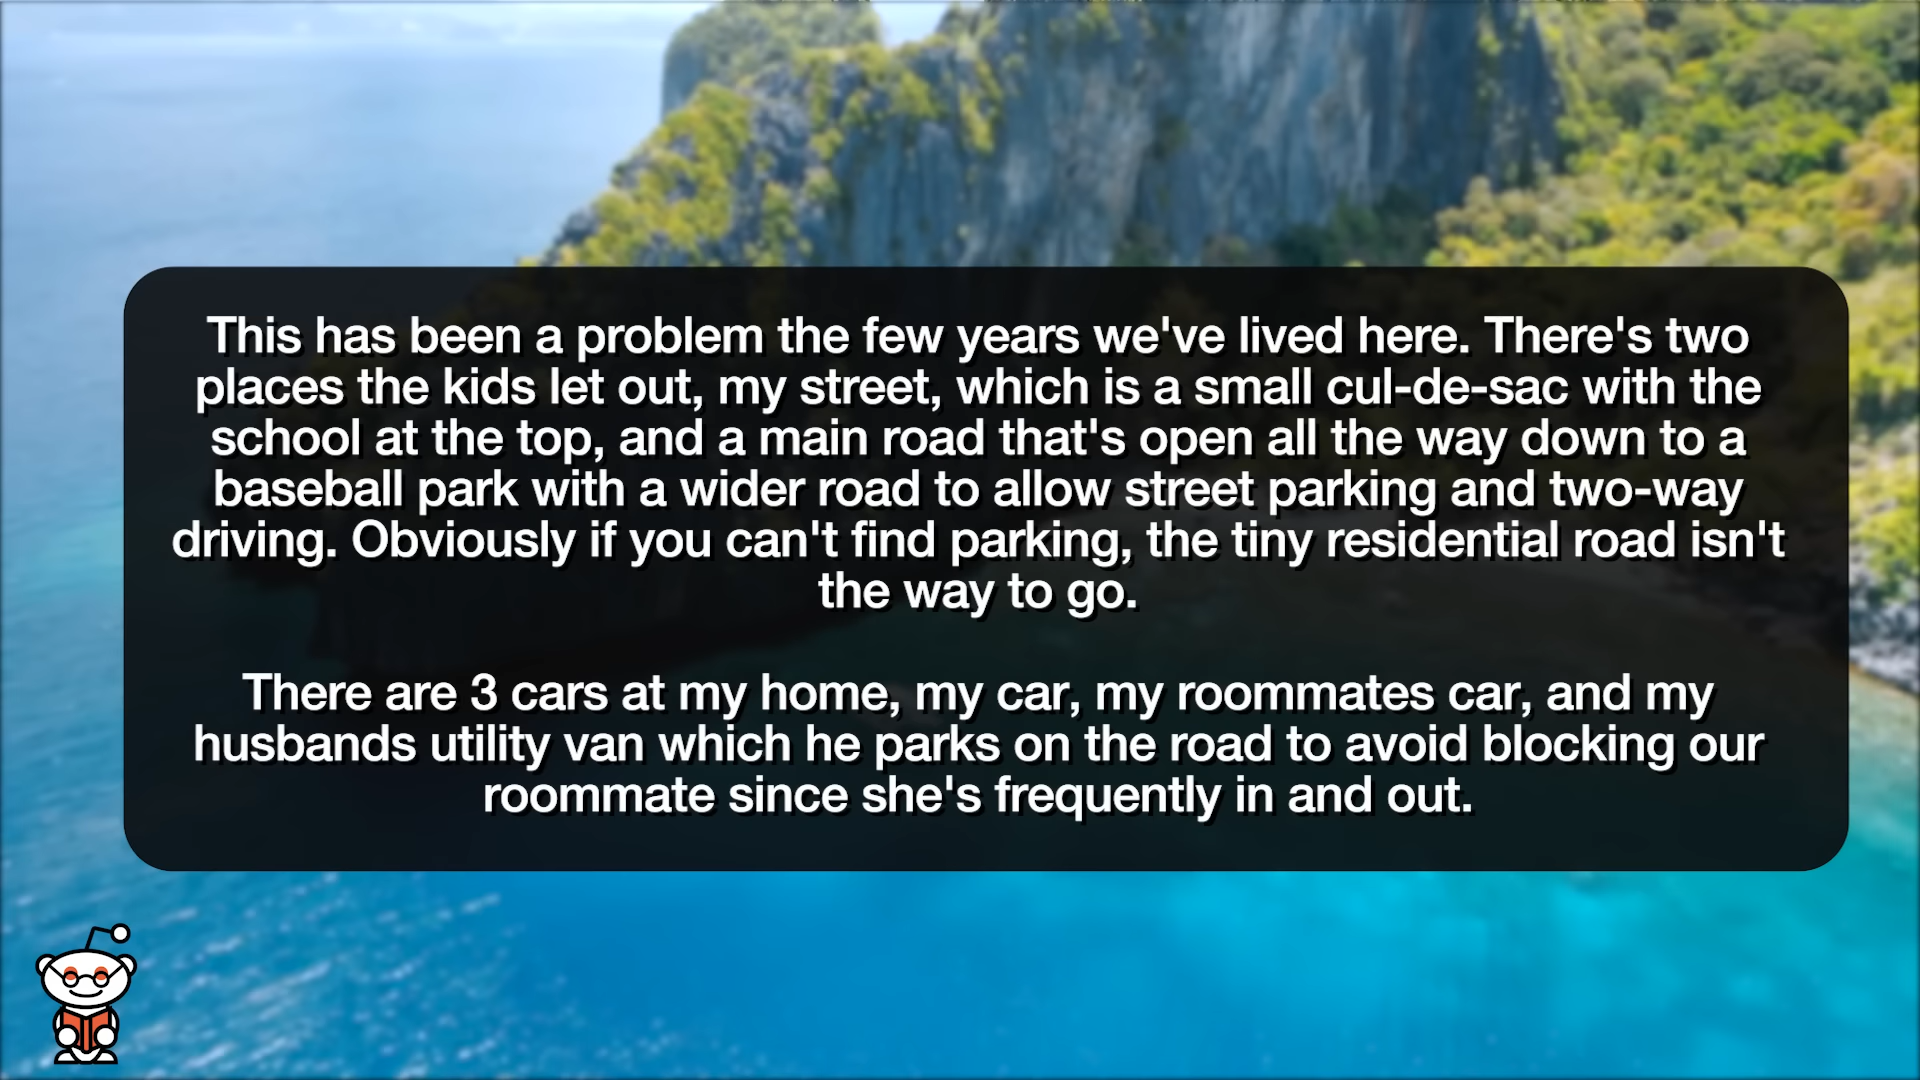 This has been a problem the few years we've lived here. There's two
places the kids let out, my street, which is a small cul-de-sac with the
school at the top, and a main road that's open all the way down to a
baseball park with a wider road to allow street parking and two-way
driving. Obviously if you can't find parking, the tiny residential road isn't
the way to go.
There are 3 cars at my home, my car, my roommates car, and my
husbands utility van which he parks on the road to avoid blocking our
roommate since she's frequently in and out.